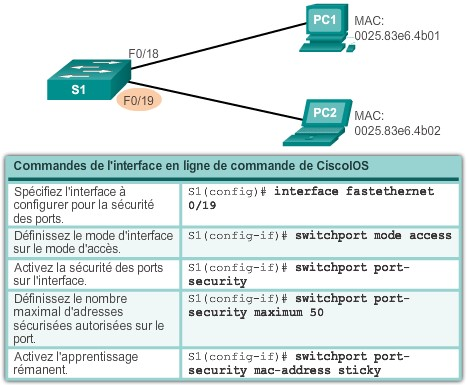 PC1
MAC:
0025.83e6.4b01
F0/18
S1
F0/19
PC2
MAC:
0025.83e6.4b02
Commandes de l'interface en ligne de commande de CiscoIOS
Spécifiez l'interface à
configurer pour la sécurité
des ports.
S1(config)# interface fastethernet
0/19
Définissez le mode d'interface
sur le mode d'accès.
S1(config-if)# switchport mode access
Activez la sécurité des ports
sur l'interface.
S1(config-if)# switchport port-
security
Définissez le nombre
maximal d'adresses
sécurisées autorisées sur le
port.
S1(config-if)# switchport port-
security maximum 50
Activez l'apprentissage
rémanent.
S1(config-if)# switchport port-
security mac-address sticky